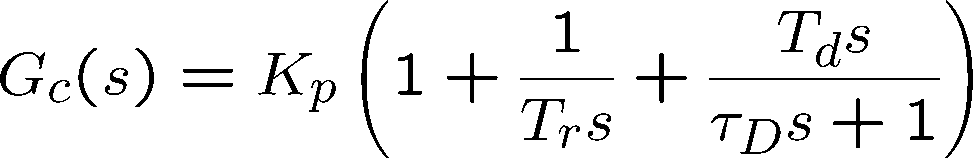 G_c(s) = K_p \left( 1 + \frac{1}{T_r s} + \frac{T_d s}{\tau_D s + 1} \right)